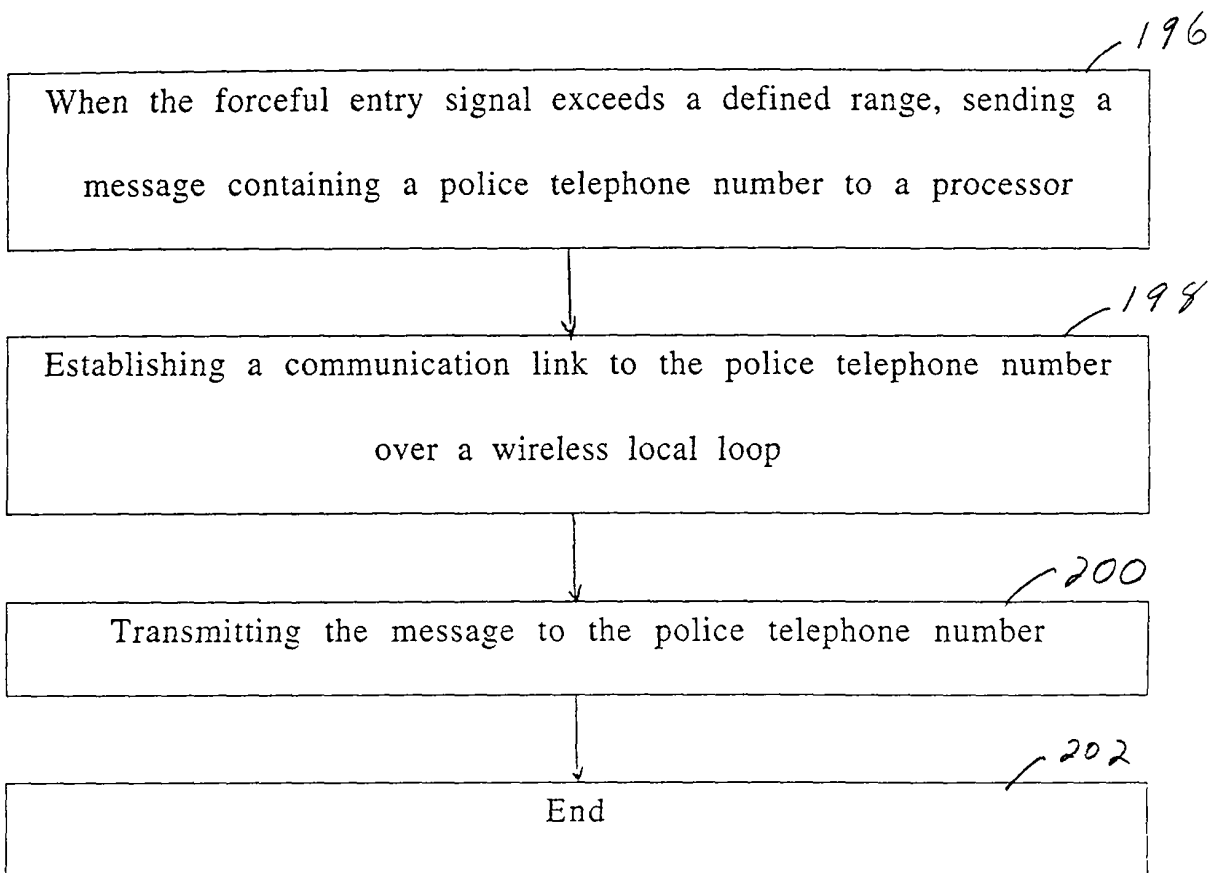 196
When the forceful entry signal exceeds a defined range, sending a
message containing a police telephone number to a processor
198
Establishing a communication link to the police telephone number
over a wireless local loop
200
Transmitting the message to the police telephone number
202
End